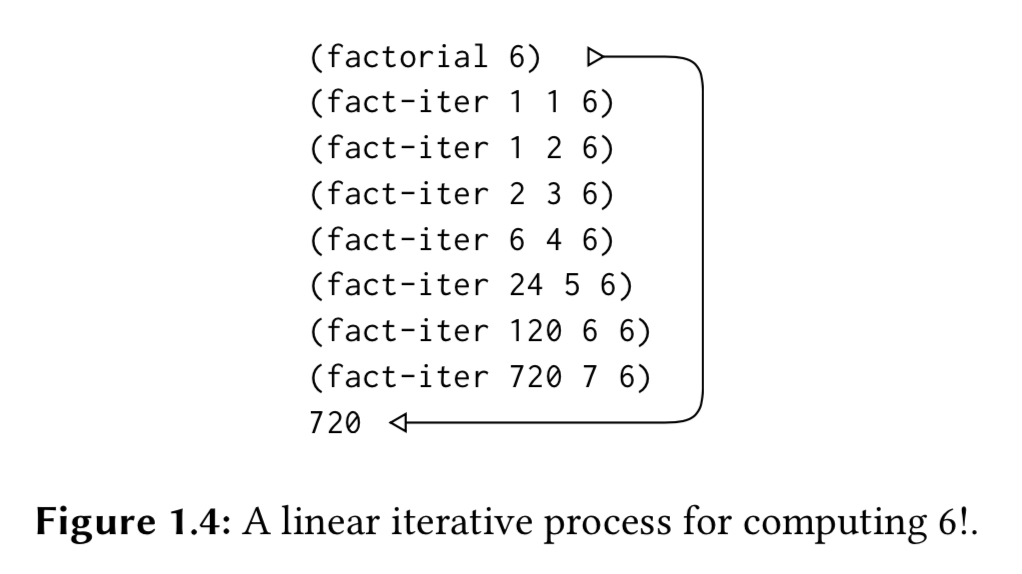 (factorial 6)
(fact-iter 1 1 6)
(fact-iter 1 2 6)
(fact-iter 2 3 6)
(fact-iter 6 4 6)
(fact-iter 24 5 6)
(fact-iter 120 6 6)
(fact-iter 720 7 6)
720
Figure 1.4: A linear iterative process for computing 6!.